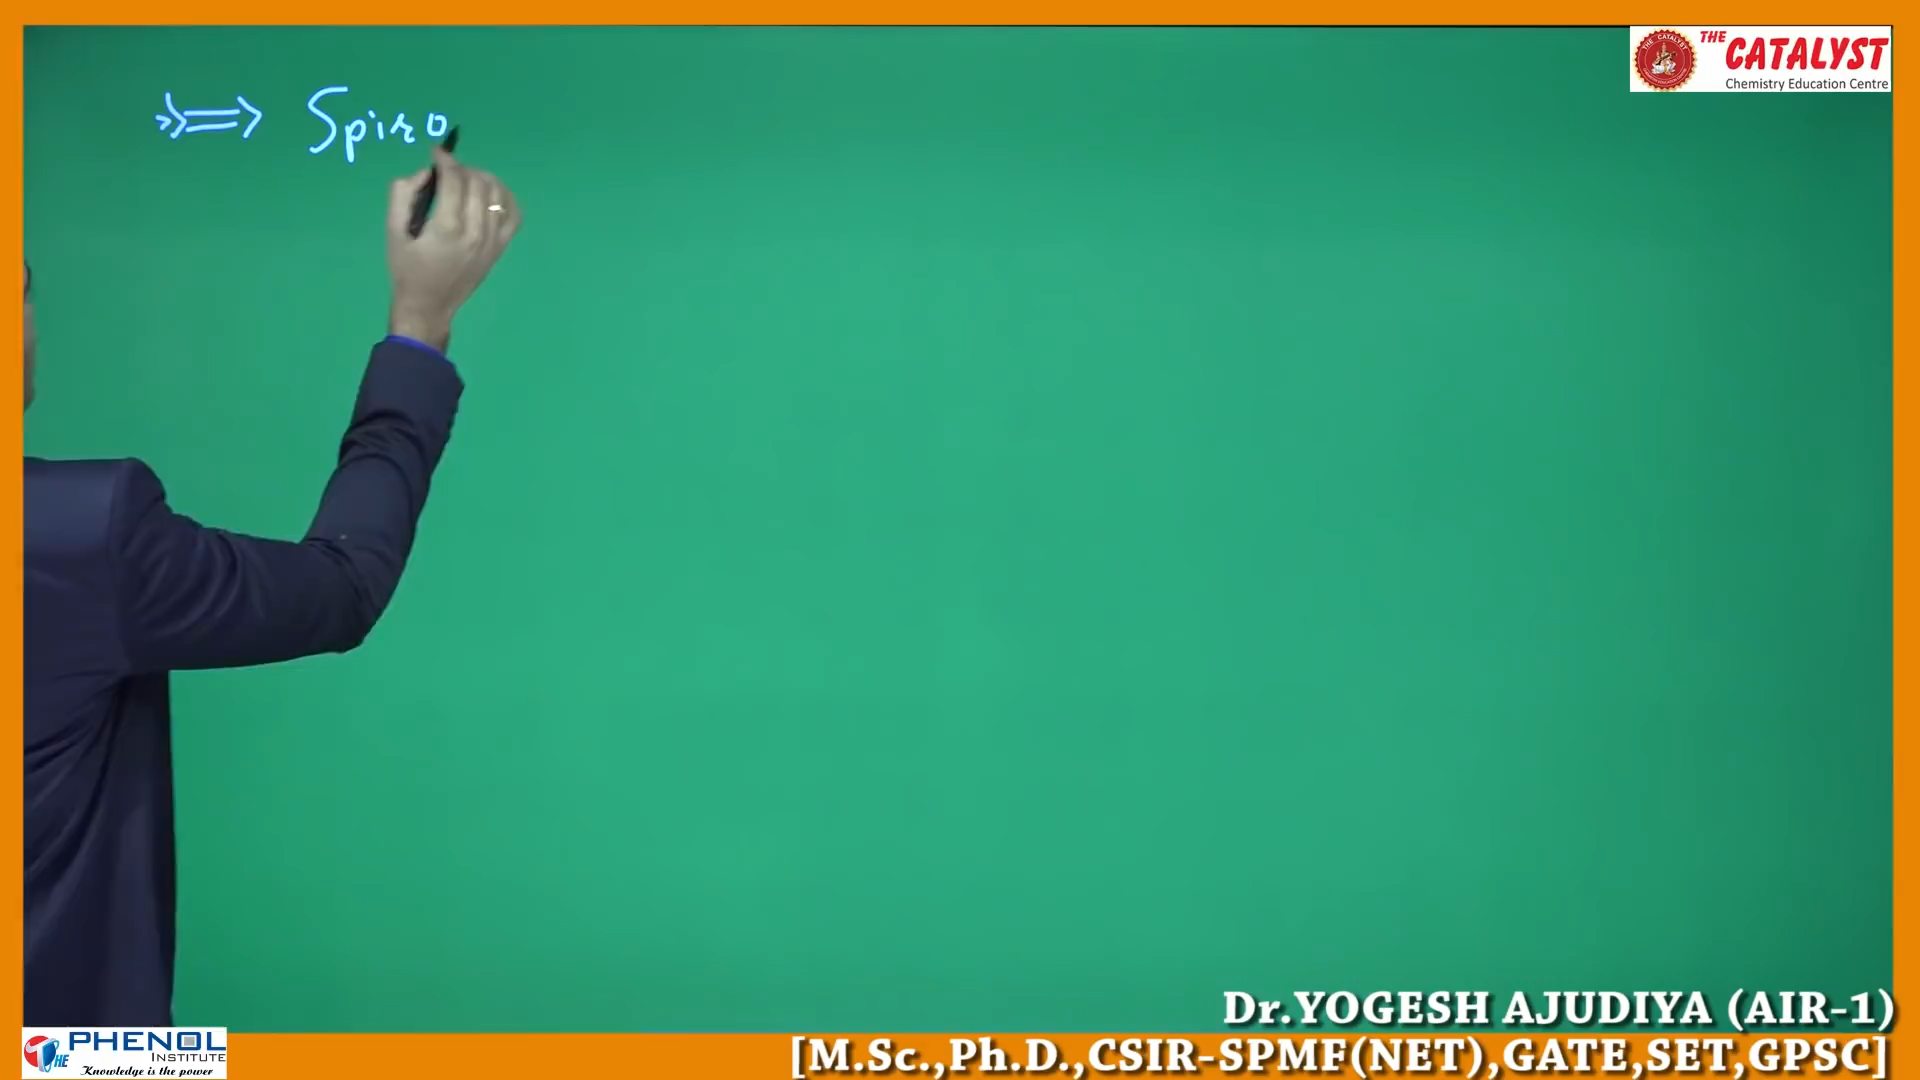 ⇒ Spiro
THE CATALYST
Chemistry Education Centre
Dr.YOGESH AJUDIYA (AIR-1)
[M.Sc.,Ph.D.,CSIR-SPMF(NET),GATE,SET,GPSC]
THE PHENOL
INSTITUTE
Knowledge is the power